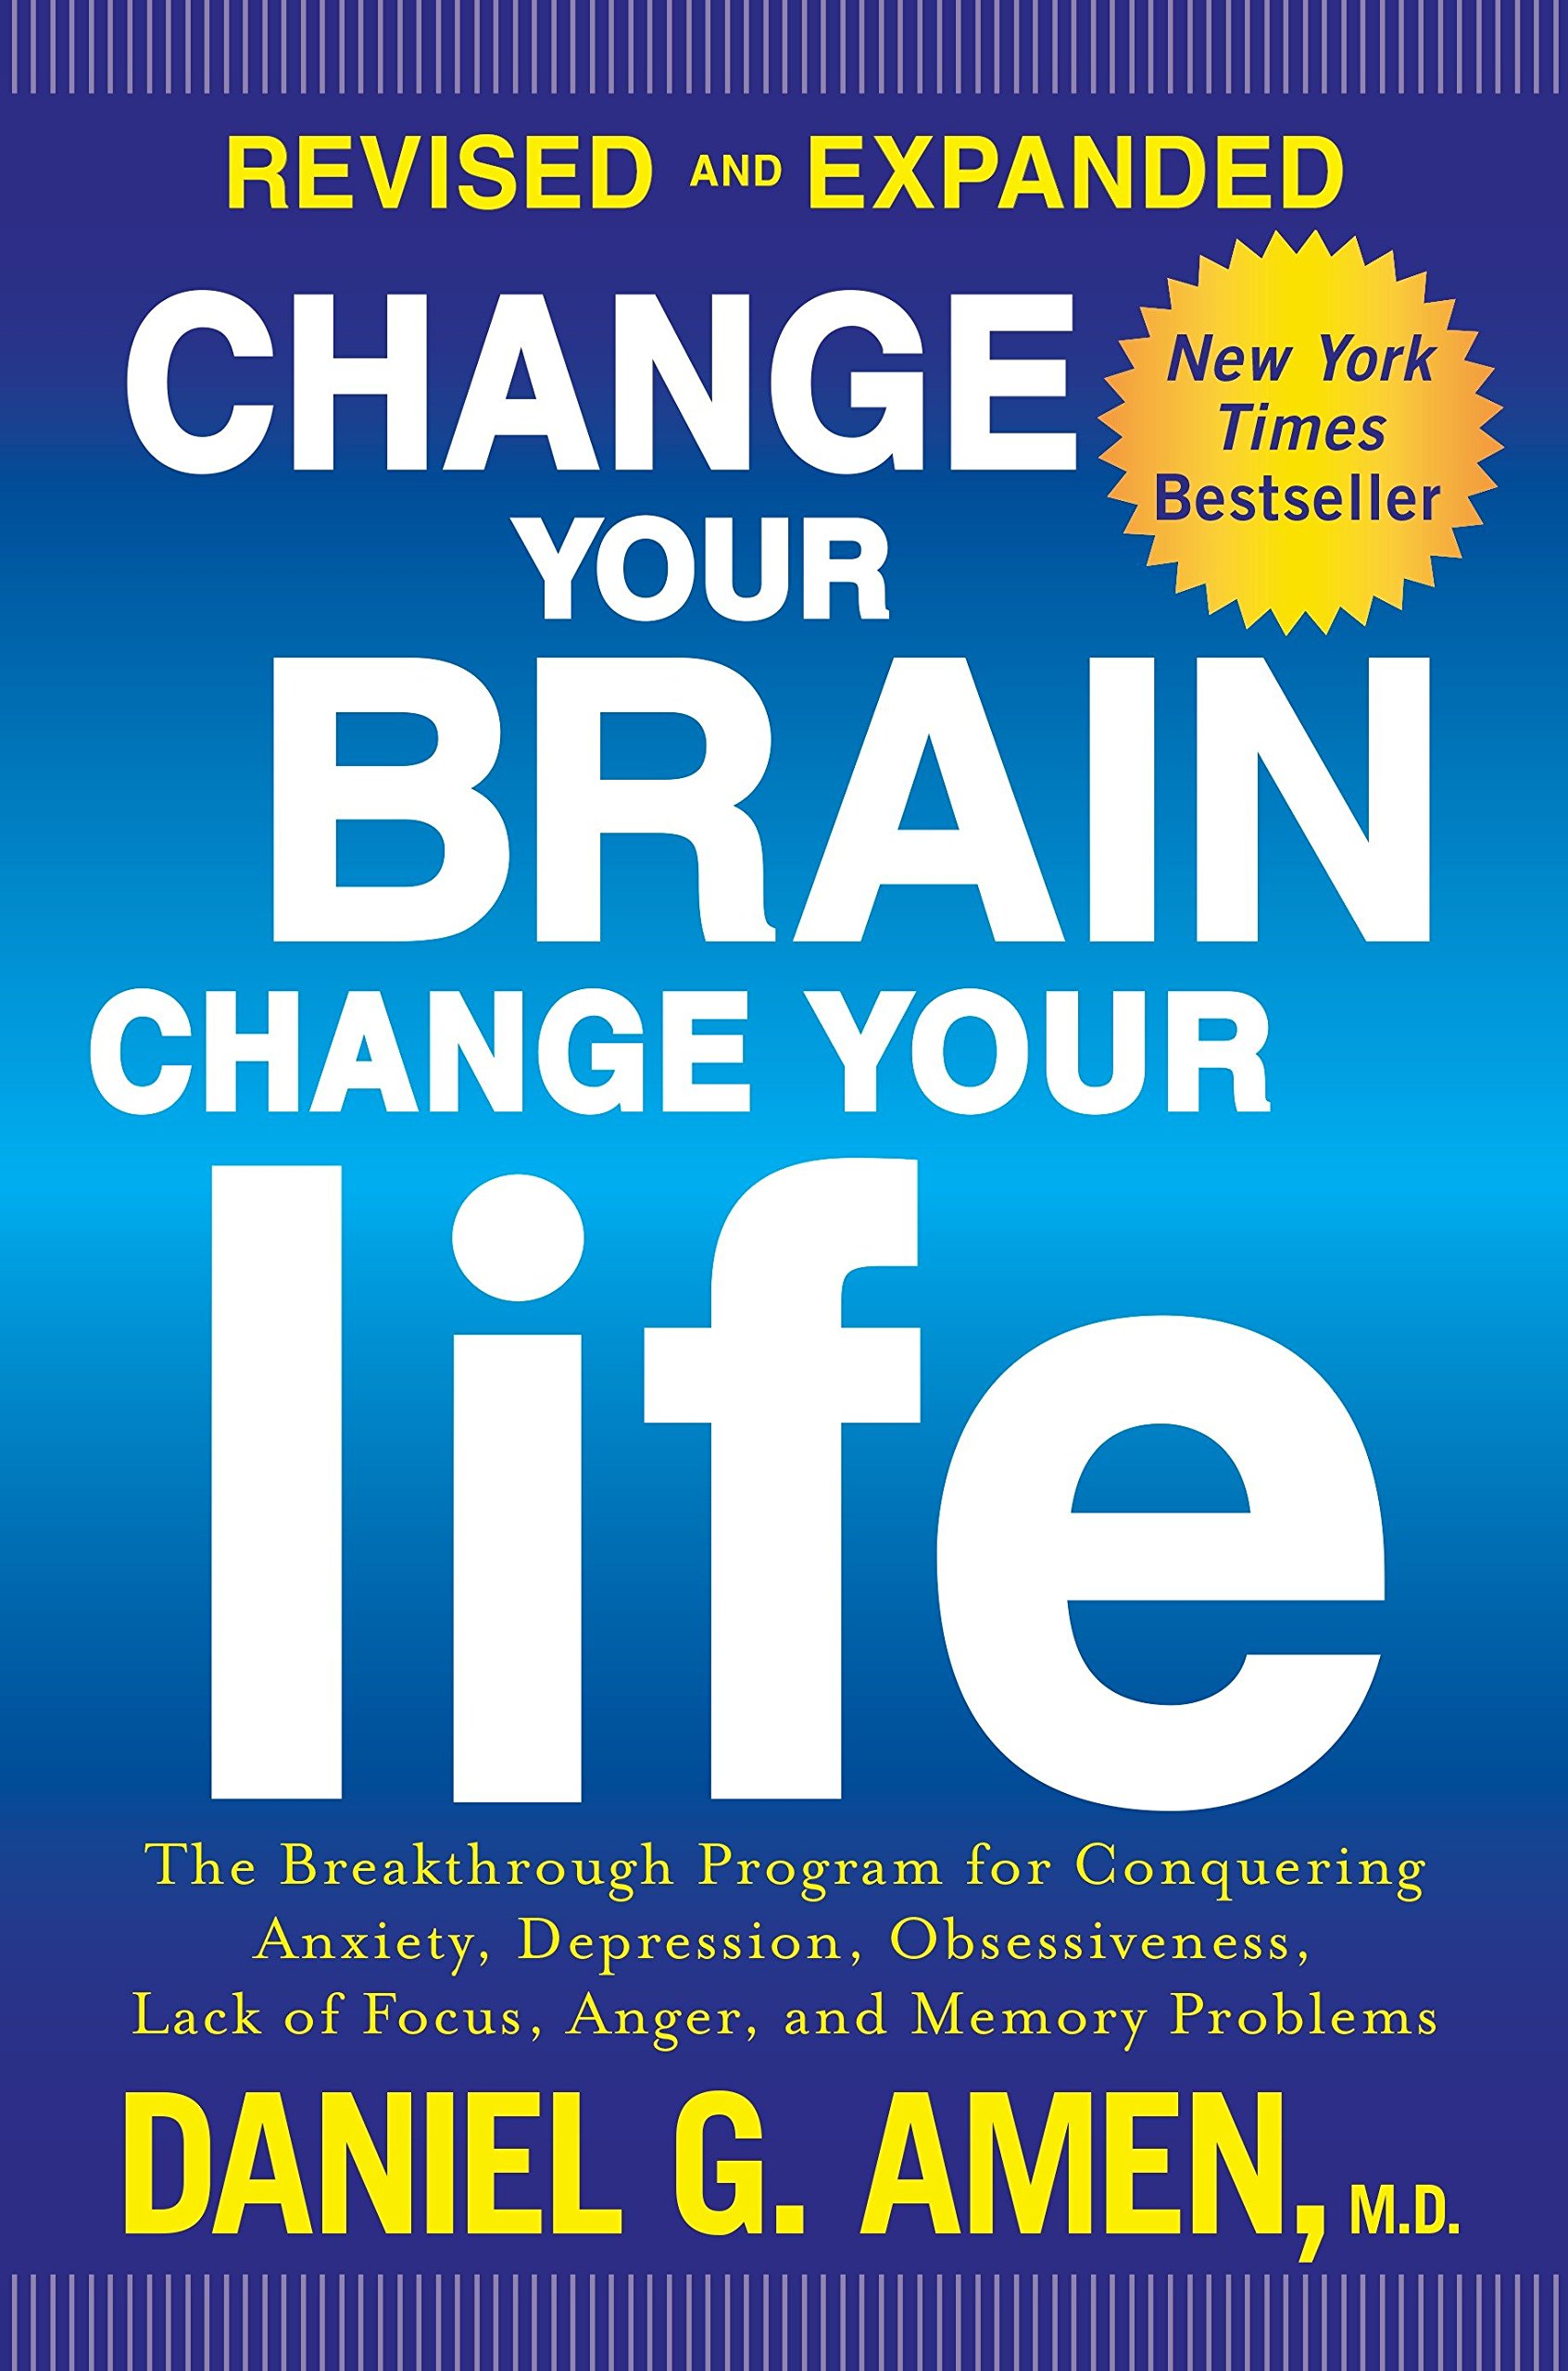 REVISED AND EXPANDED
CHANGE
New York
Times
Bestseller
YOUR
BRAIN
CHANGE YOUR
life
The Breakthrough Program for Conquering
Anxiety, Depression, Obsessiveness,
Lack of Focus, Anger, and Memory Problems
DANIEL G. AMEN, M.D.